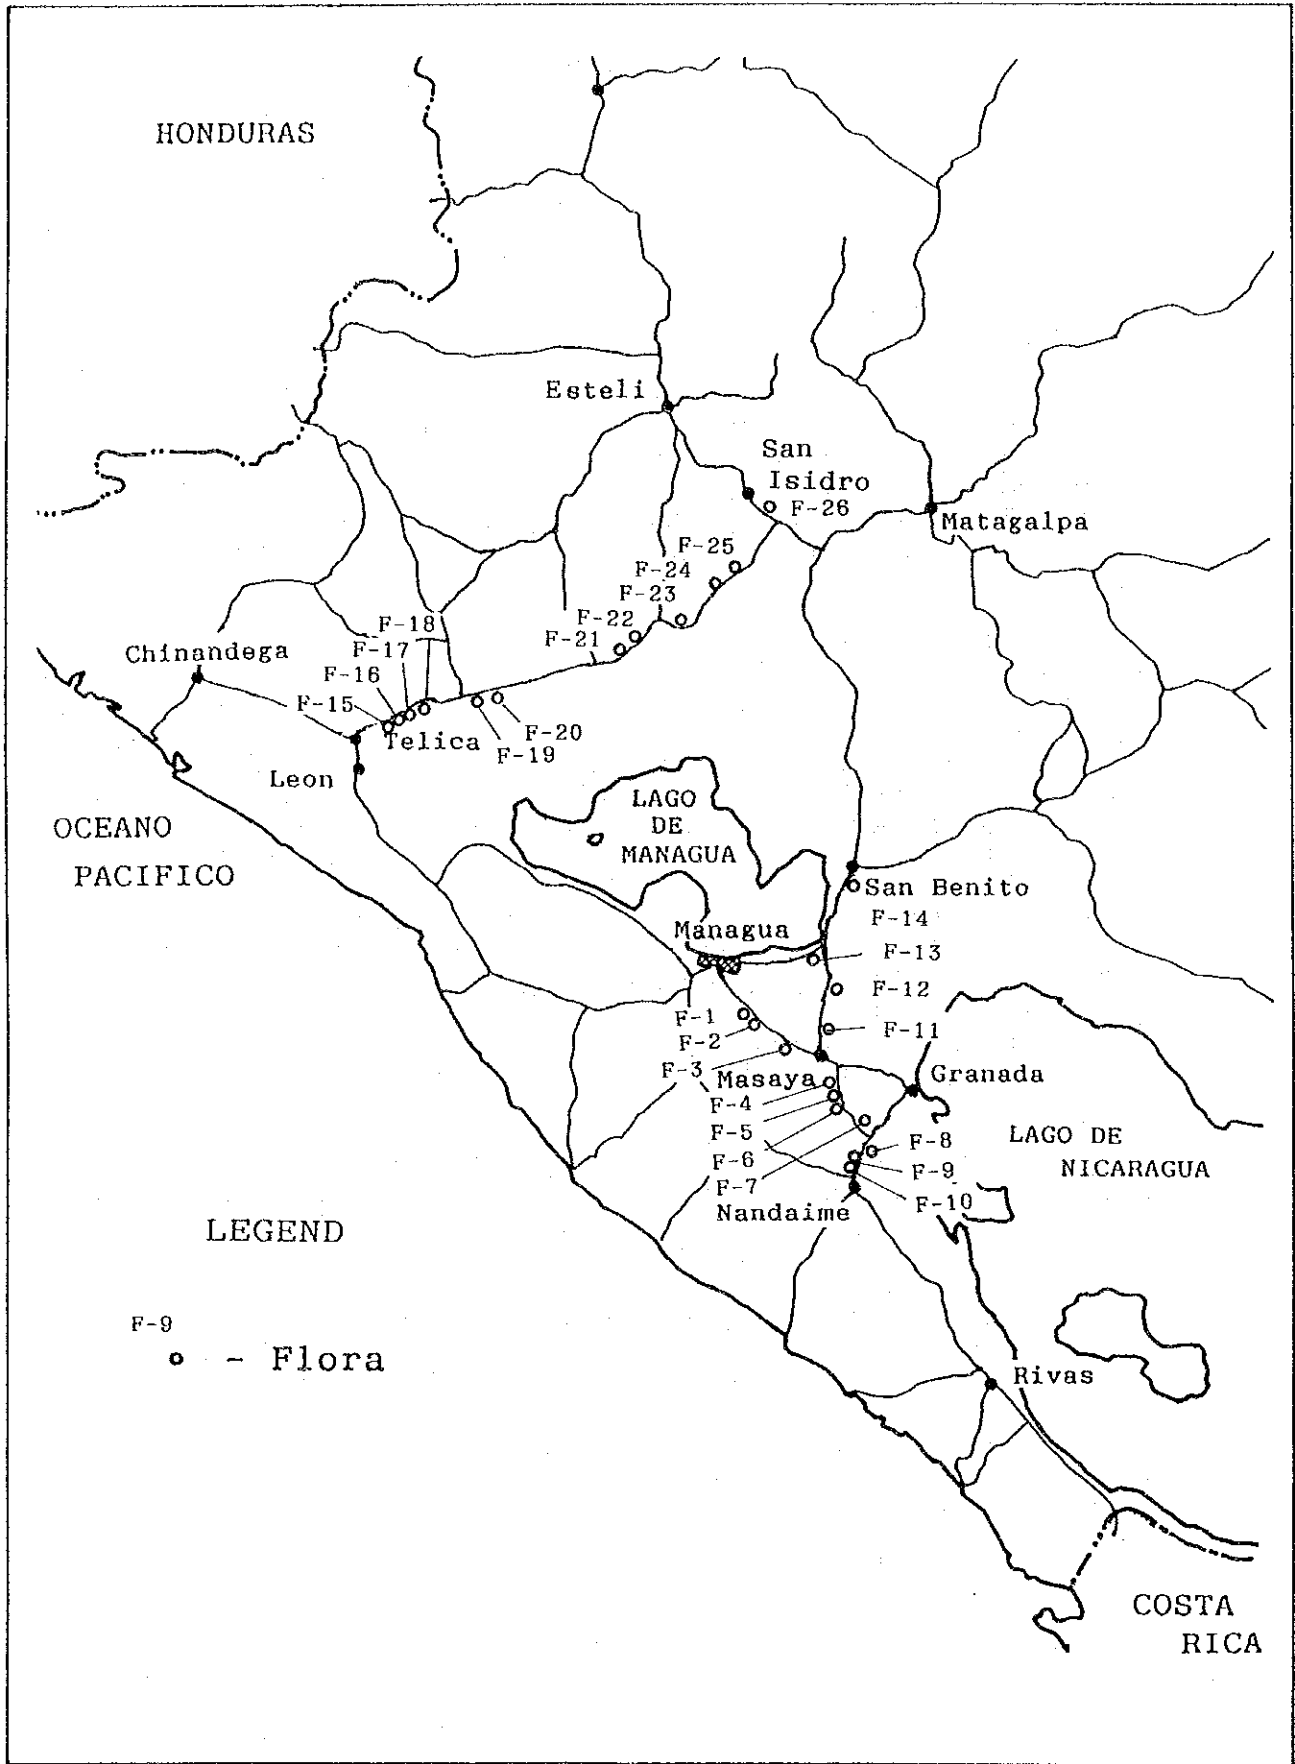 HONDURAS
Esteli
San
Isidro
F-26
Matagalpa
F-25
F-24
F-23
F-22
F-21
F-18
F-17
F-16
F-15
Chinandega
Telica
F-20
F-19
Leon
LAGO
DE
MANAGUA
OCEANO
PACIFICO
San Benito
F-14
Managua
F-13
F-12
F-11
F-1
F-2
F-3
Masaya
Granada
F-4
F-5
F-6
F-7
F-8
F-9
F-10
LAGO DE
NICARAGUA
Nandaime
LEGEND
F-9
- Flora
Rivas
COSTA
RICA